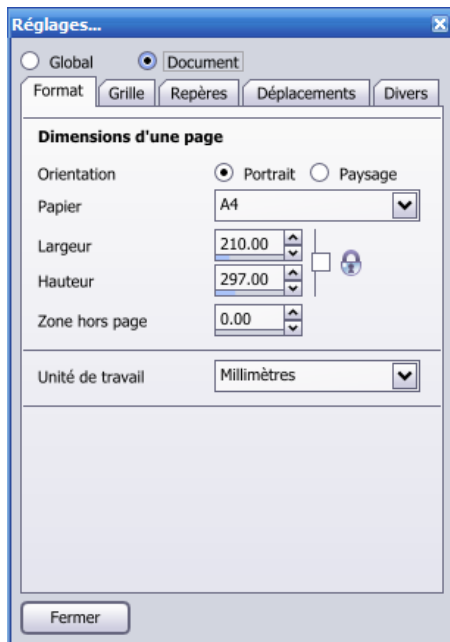 Réglages...
Global Document
Format Grille Repères Déplacements Divers
Dimensions d'une page
Orientation Portrait Paysage
Papier A4
Largeur 210.00
Hauteur 297.00
Zone hors page 0.00
Unité de travail Millimètres
Fermer